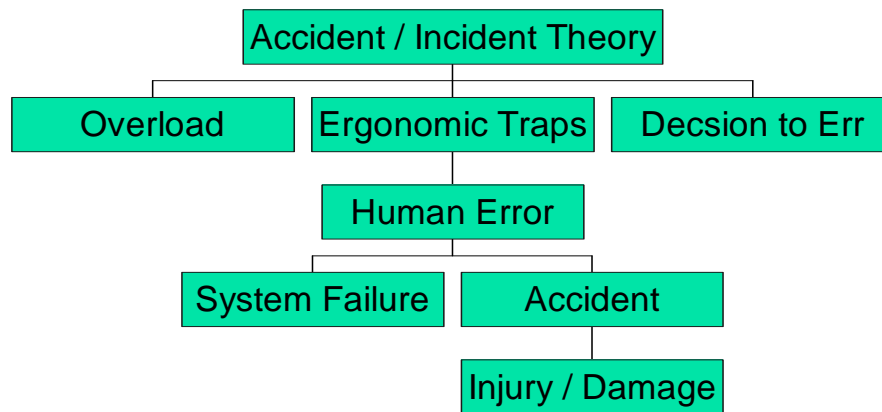 Accident / Incident Theory
Overload
Ergonomic Traps
Decsion to Err
Human Error
System Failure
Accident
Injury / Damage